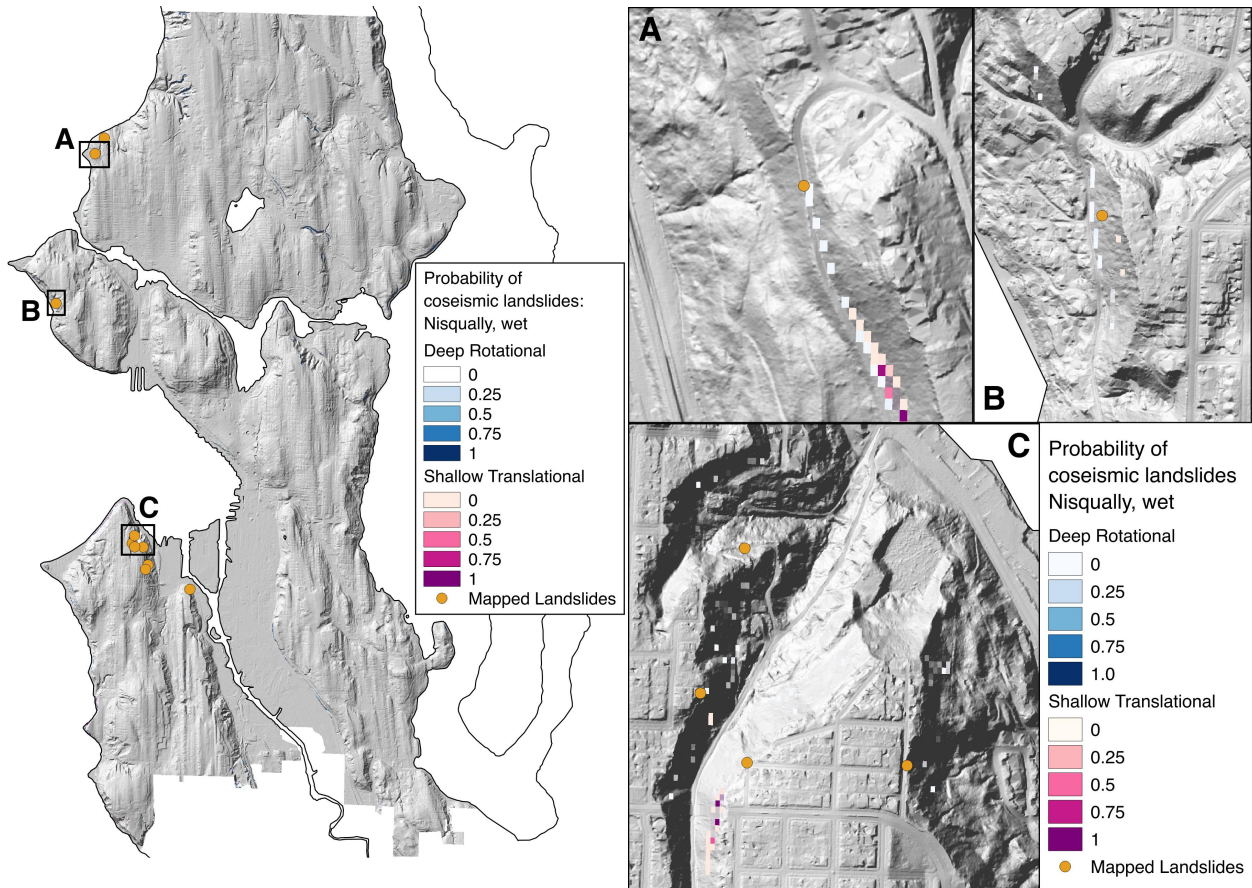 A
B
C
Probability of
coseismic landslides:
Nisqually, wet
Deep Rotational
0
0.25
0.5
0.75
1
Shallow Translational
0
0.25
0.5
0.75
1
Mapped Landslides
A
B
C
Probability of
coseismic landslides
Nisqually, wet
Deep Rotational
0
0.25
0.5
0.75
1.0
Shallow Translational
0
0.25
0.5
0.75
1
Mapped Landslides